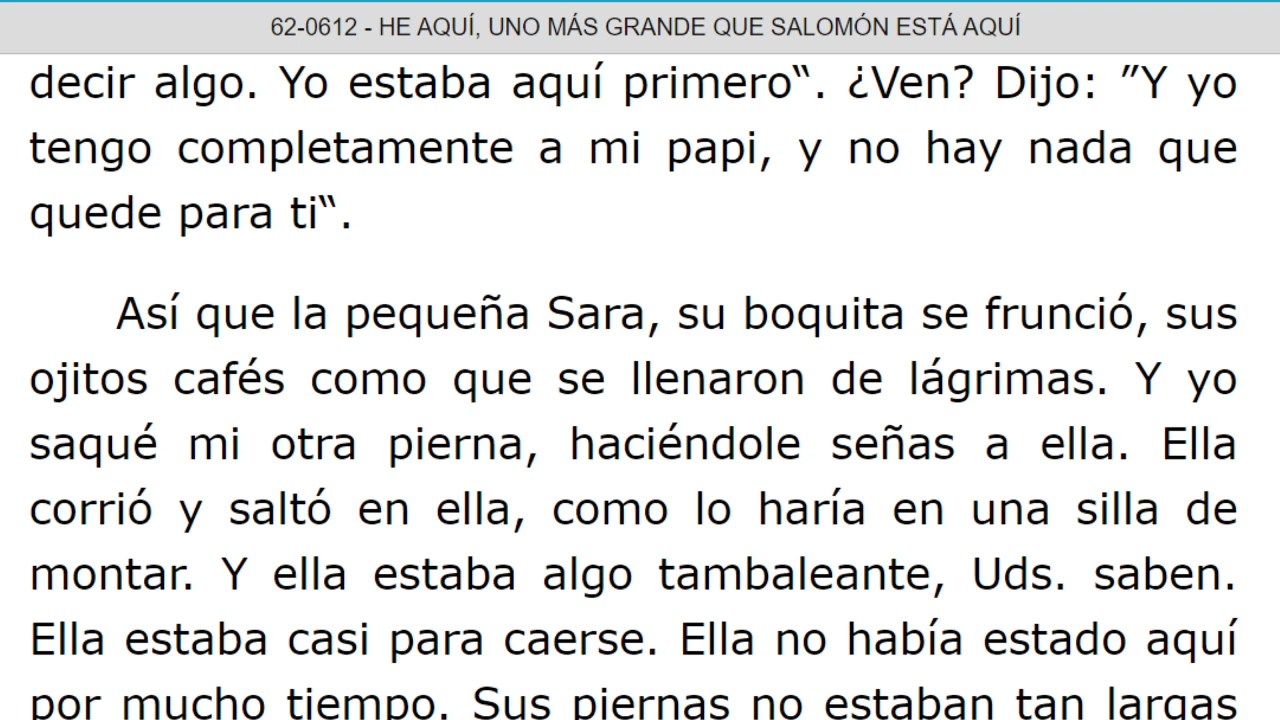 62-0612 - HE AQUÍ, UNO MÁS GRANDE QUE SALOMÓN ESTÁ AQUÍ
decir algo. Yo estaba aquí primero“. ¿Ven? Dijo: ”Y yo
tengo completamente a mi papi, y no hay nada que
quede para ti“.
Así que la pequeña Sara, su boquita se frunció, sus
ojitos cafés como que se llenaron de lágrimas. Y yo
saqué mi otra pierna, haciéndole señas a ella. Ella
corrió y saltó en ella, como lo haría en una silla de
montar. Y ella estaba algo tambaleante, Uds. saben.
Ella estaba casi para caerse. Ella no había estado aquí
por mucho tiempo. Sus piernas no estaban tan largas